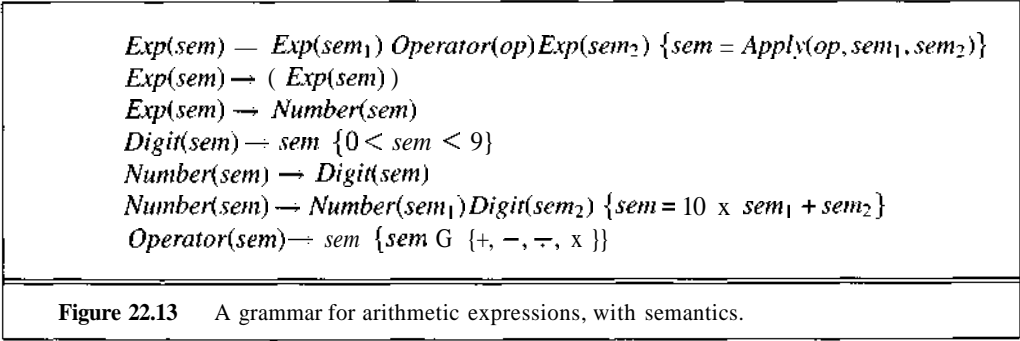 Exp(sem) — Exp(sem₁) Operator(op)Exp(sem₂) {sem = Apply(op, sem₁, sem₂)}
Exp(sem) → ( Exp(sem) )
Exp(sem) → Number(sem)
Digit(sem) → sem {0 < sem < 9}
Number(sem) → Digit(sem)
Number(sem) → Number(sem₁)Digit(sem₂) {sem = 10 x sem₁ + sem₂}
Operator(sem) → sem {sem G {+, −, ÷, x }}
Figure 22.13 A grammar for arithmetic expressions, with semantics.